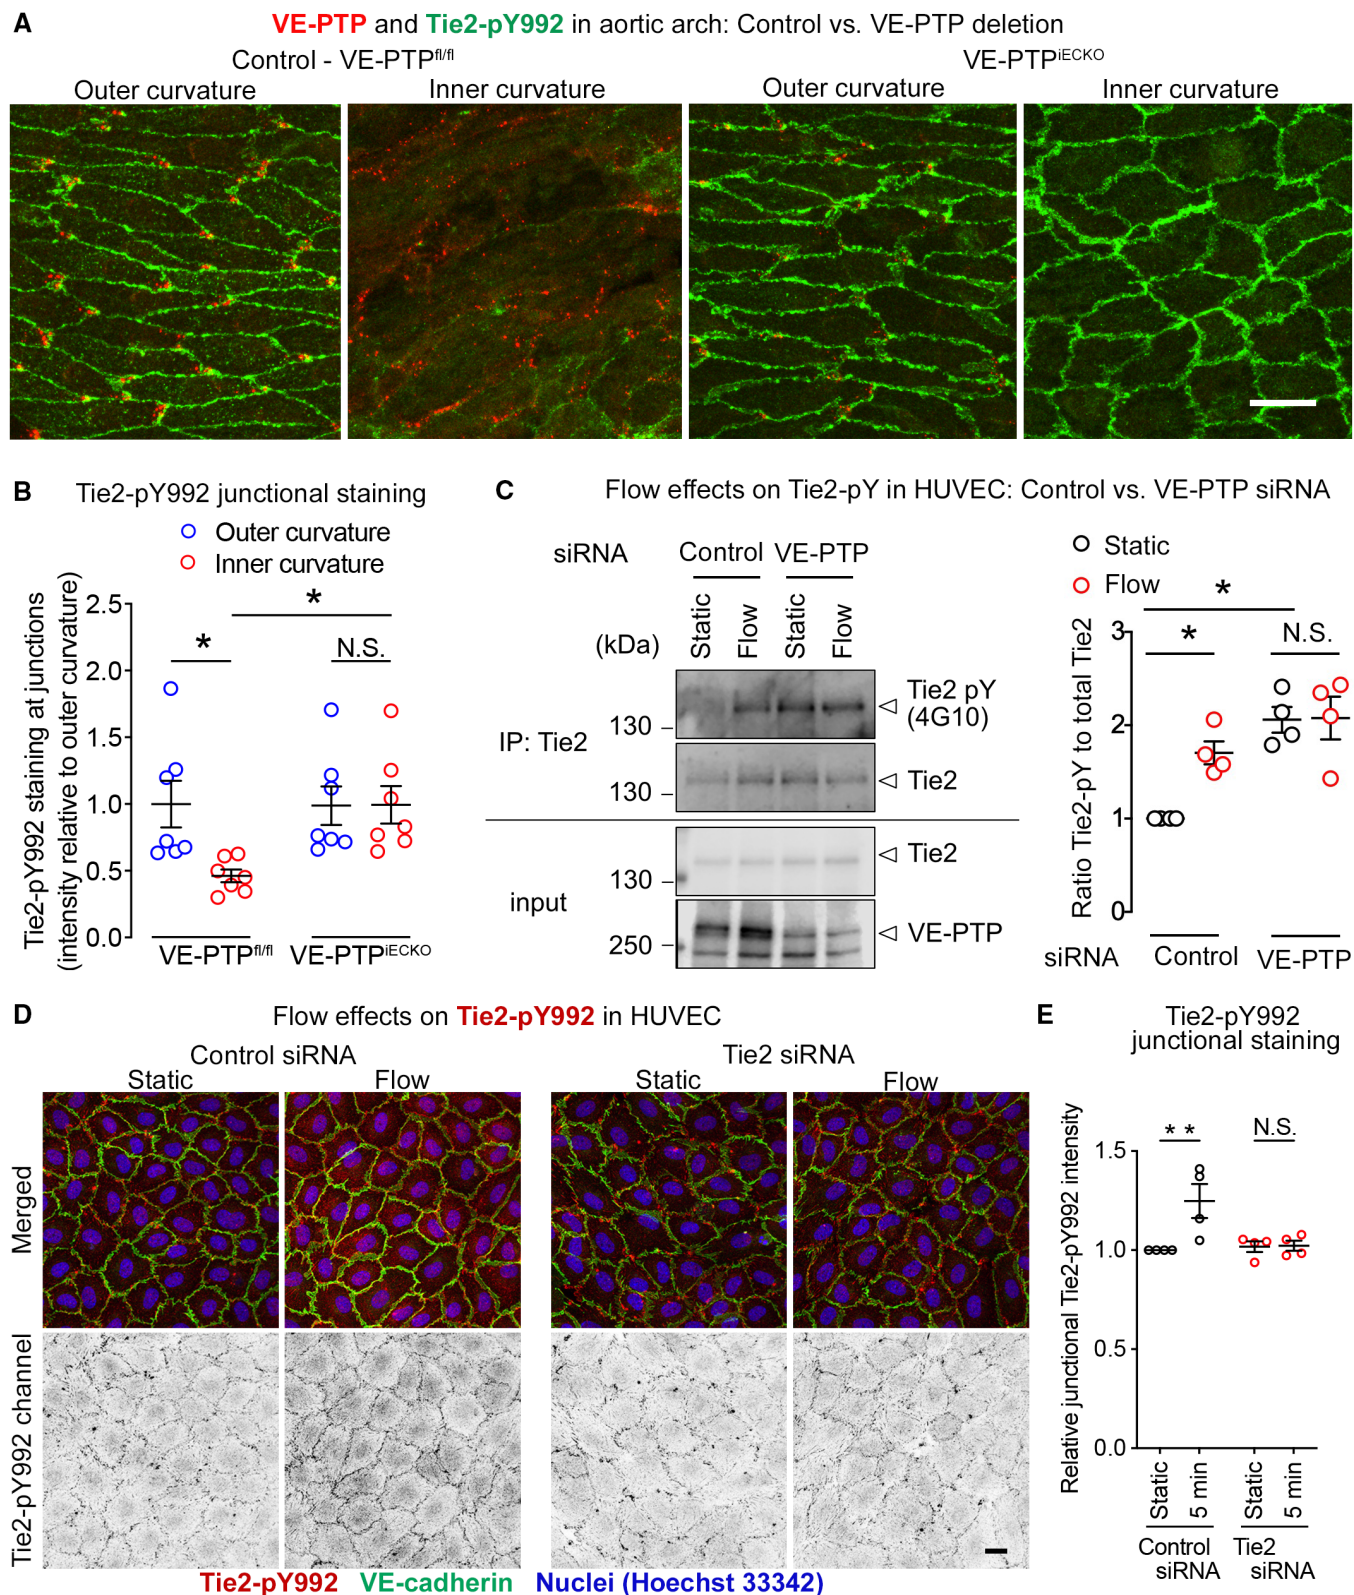 A
VE-PTP and Tie2-pY992 in aortic arch: Control vs. VE-PTP deletion
Control - VE-PTPfl/fl
VE-PTPiECKO
Outer curvature
Inner curvature
Outer curvature
Inner curvature
B
Tie2-pY992 junctional staining
Outer curvature
Inner curvature
Tie2-pY992 staining at junctions
(intensity relative to outer curvature)
2.5
2.0
1.5
1.0
0.5
0.0
*
*
N.S.
VE-PTPfl/fl
VE-PTPiECKO
C
Flow effects on Tie2-pY in HUVEC: Control vs. VE-PTP siRNA
siRNA
Control
VE-PTP
(kDa)
Static
Flow
Static
Flow
IP: Tie2
130
Tie2 pY
(4G10)
130
Tie2
input
130
Tie2
250
VE-PTP
Static
Flow
Ratio Tie2-pY to total Tie2
3
2
1
0
*
*
N.S.
siRNA
Control
VE-PTP
D
Flow effects on Tie2-pY992 in HUVEC
Control siRNA
Tie2 siRNA
Static
Flow
Static
Flow
Merged
Tie2-pY992 channel
Tie2-pY992 VE-cadherin Nuclei (Hoechst 33342)
E
Tie2-pY992
junctional staining
Relative junctional Tie2-pY992 intensity
1.5
1.0
0.5
0.0
* *
N.S.
Static
5 min
Static
5 min
Control
siRNA
Tie2
siRNA